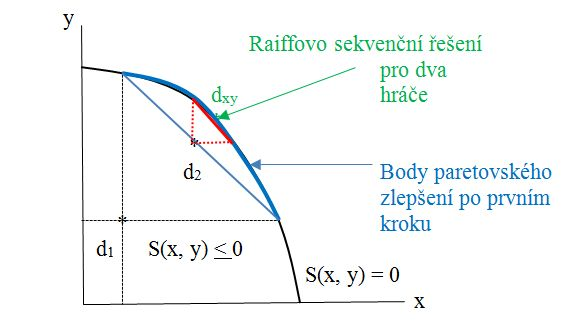 y
Raiffovo sekvenční řešení
pro dva
hráče
dxy
d2
Body paretovského
zlepšení po prvním
kroku
d1
S(x, y) ≤ 0
S(x, y) = 0
x